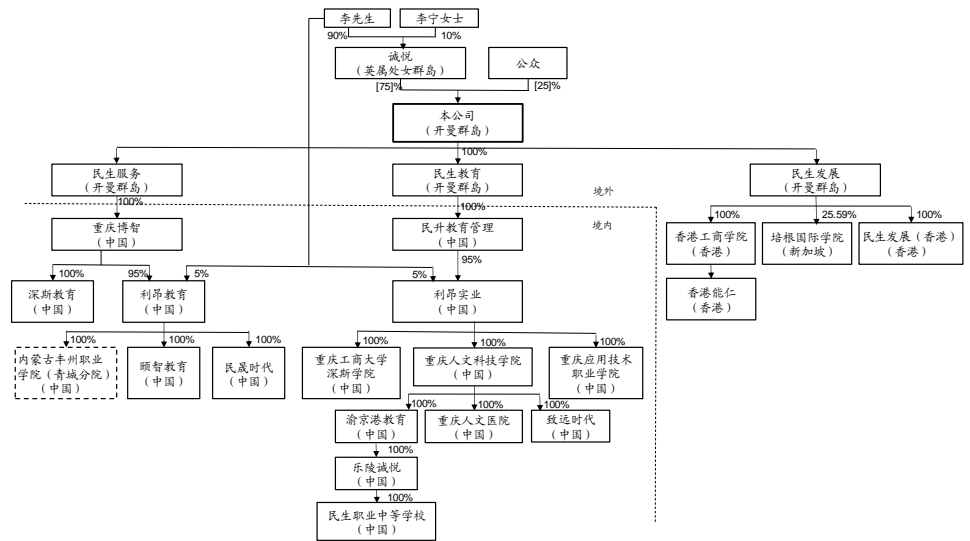 李先生
李宁女士
90%
10%
诚悦
（英属处女群岛）
公众
[75]%
[25]%
本公司
（开曼群岛）
100%
民生服务
（开曼群岛）
民生教育
（开曼群岛）
民生发展
（开曼群岛）
境外
100%
100%
境内
重庆博智
（中国）
民升教育管理
（中国）
100%
25.59%
100%
香港工商学院
（香港）
培根国际学院
（新加坡）
民生发展（香港）
（香港）
95%
100%
95%
5%
5%
深斯教育
（中国）
利昂教育
（中国）
利昂实业
（中国）
香港能仁
（香港）
100%
100%
100%
100%
100%
100%
内蒙古丰州职业
学院（青城分院）
（中国）
颐智教育
（中国）
民晟时代
（中国）
重庆工商大学
深斯学院
（中国）
重庆人文科技学院
（中国）
重庆应用技术
职业学院
（中国）
100%
100%
100%
渝京港教育
（中国）
重庆人文医院
（中国）
致远时代
（中国）
100%
乐陵诚悦
（中国）
100%
民生职业中等学校
（中国）